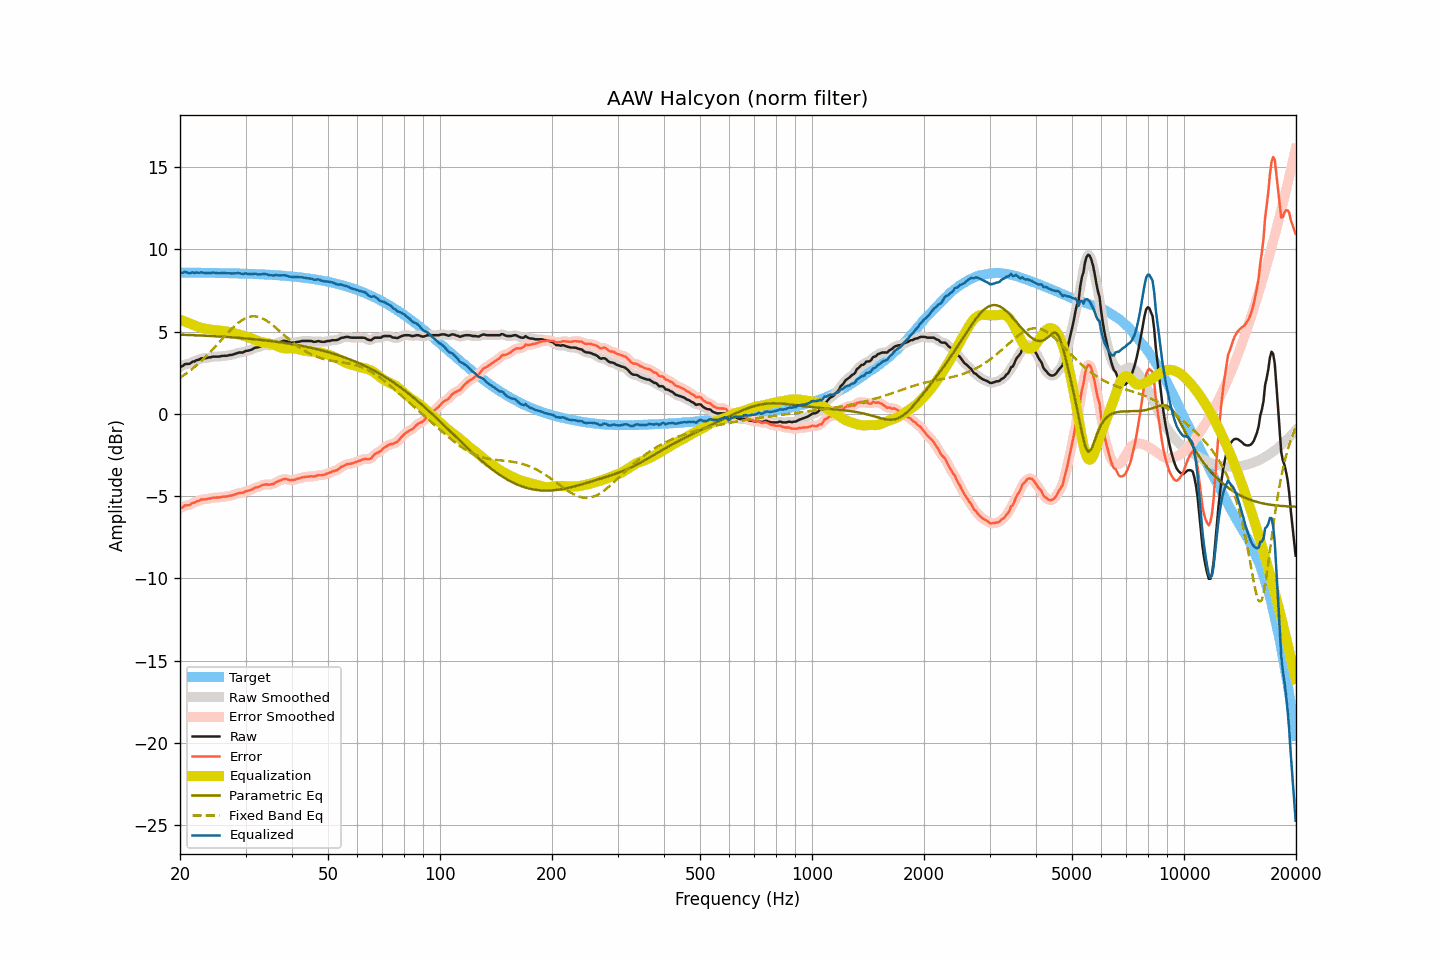 AAW Halcyon (norm filter)
Amplitude (dBr)
15
10
5
0
−5
−10
−15
−20
−25
Target
Raw Smoothed
Error Smoothed
Raw
Error
Equalization
Parametric Eq
Fixed Band Eq
Equalized
20 50 100 200 500 1000 2000 5000 10000 20000
Frequency (Hz)